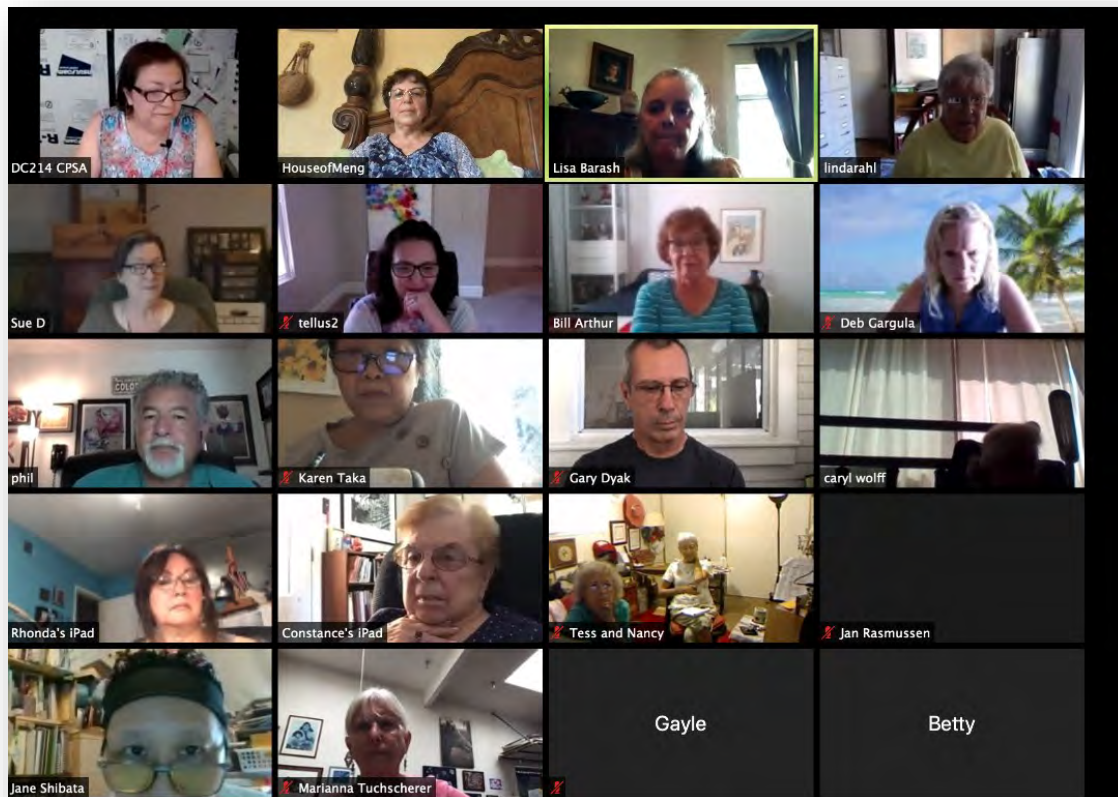 DC214 CPSA
HouseofMeng
Lisa Barash
lindarahl
Sue D
tellus2
Bill Arthur
Deb Gargula
phil
COLO
Karen Taka
Gary Dyak
caryl wolff
Rhonda's iPad
Constance's iPad
Tess and Nancy
Jan Rasmussen
Jane Shibata
Marianna Tuchscherer
Gayle
Betty